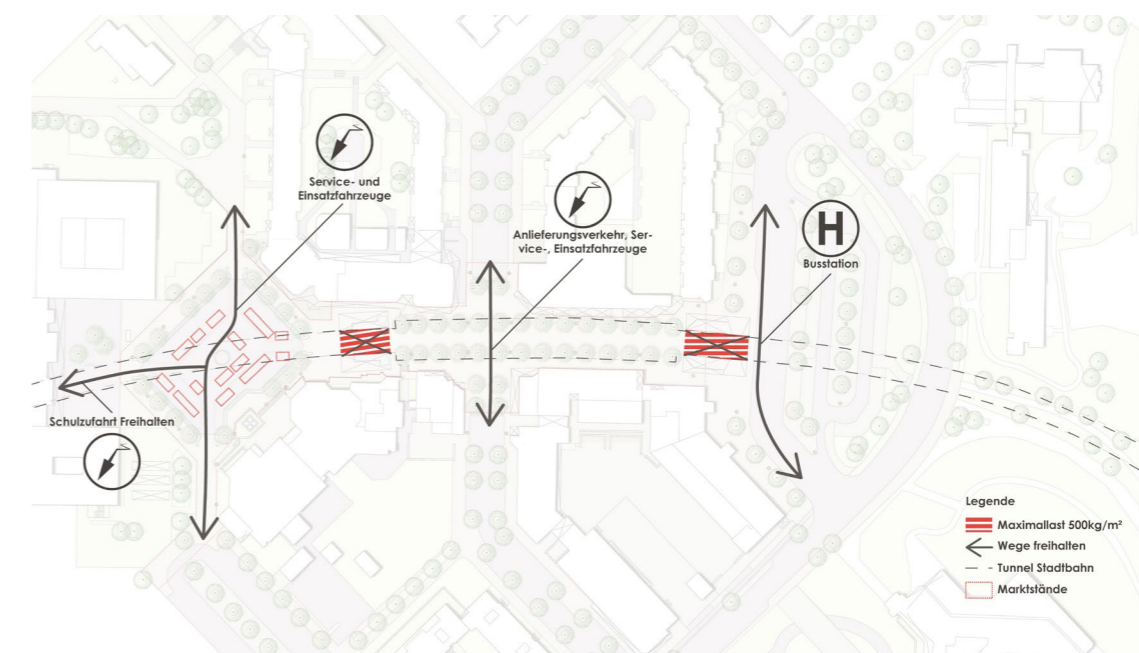 Service- und
Einsatzfahrzeuge
Anlieferungsverkehr, Ser-
vice-, Einsatzfahrzeuge
H
Busstation
Schulzufahrt Freihalten
Legende
Maximallast 500kg/m²
Wege freihalten
Tunnel Stadtbahn
Marktstände